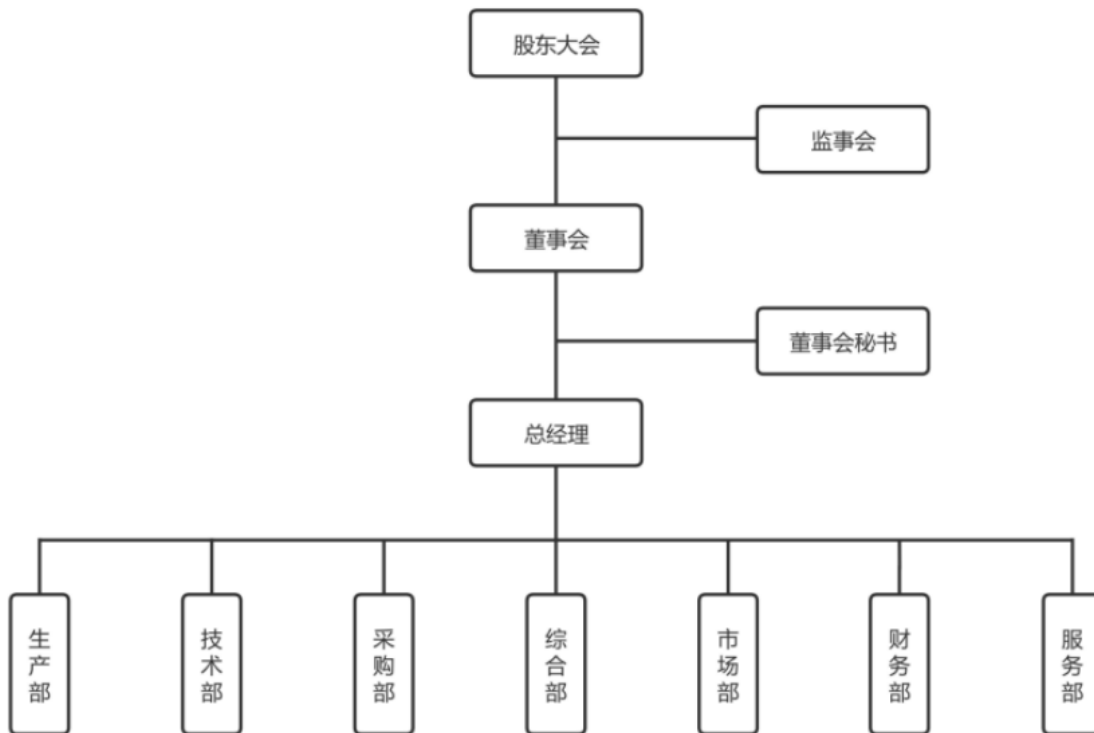 股东大会
监事会
董事会
董事会秘书
总经理
生产部
技术部
采购部
综合部
市场部
财务部
服务部